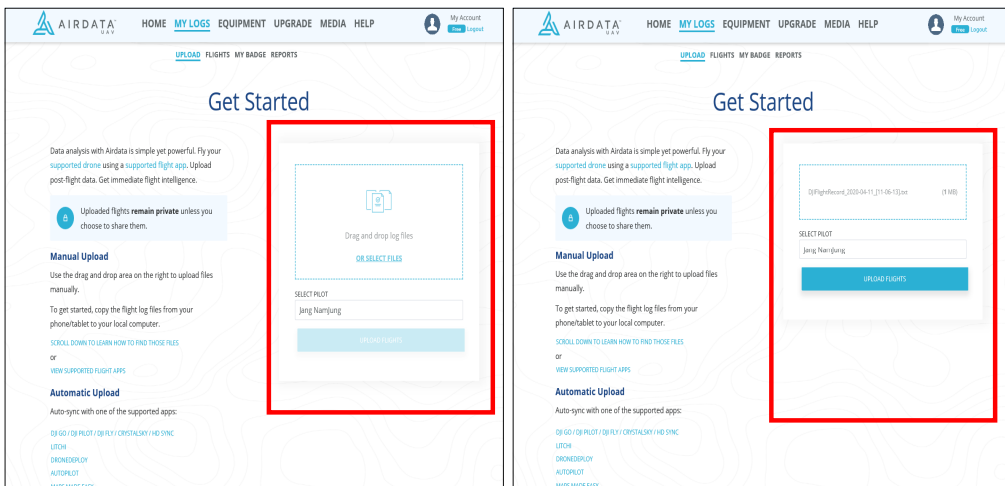 AIRDATA
UAV
HOME MY LOGS EQUIPMENT UPGRADE MEDIA HELP
My Account
Free Logout
UPLOAD FLIGHTS MY BADGE REPORTS
Get Started
Data analysis with Airdata is simple yet powerful. Fly your
supported drone using a supported flight app. Upload
post-flight data. Get immediate flight intelligence.
Uploaded flights remain private unless you
choose to share them.
Manual Upload
Use the drag and drop area on the right to upload files
manually.
To get started, copy the flight log files from your
phone/tablet to your local computer.
SCROLL DOWN TO LEARN HOW TO FIND THOSE FILES
or
VIEW SUPPORTED FLIGHT APPS
Automatic Upload
Auto-sync with one of the supported apps:
DJI GO / DJI PILOT / DJI FLY / CRYSTALSKY / HD SYNC
LITCHI
DRONEDEPLOY
AUTOPILOT
MAPS MADE EASY
Drag and drop log files
OR SELECT FILES
SELECT PILOT
Jang NamJung
UPLOAD FLIGHTS
AIRDATA
UAV
HOME MY LOGS EQUIPMENT UPGRADE MEDIA HELP
My Account
Free Logout
UPLOAD FLIGHTS MY BADGE REPORTS
Get Started
Data analysis with Airdata is simple yet powerful. Fly your
supported drone using a supported flight app. Upload
post-flight data. Get immediate flight intelligence.
Uploaded flights remain private unless you
choose to share them.
Manual Upload
Use the drag and drop area on the right to upload files
manually.
To get started, copy the flight log files from your
phone/tablet to your local computer.
SCROLL DOWN TO LEARN HOW TO FIND THOSE FILES
or
VIEW SUPPORTED FLIGHT APPS
Automatic Upload
Auto-sync with one of the supported apps:
DJI GO / DJI PILOT / DJI FLY / CRYSTALSKY / HD SYNC
LITCHI
DRONEDEPLOY
AUTOPILOT
MAPS MADE EASY
DJIFlightRecord_2020-04-11_[11-06-13].txt (1 MB)
SELECT PILOT
Jang NamJung
UPLOAD FLIGHTS